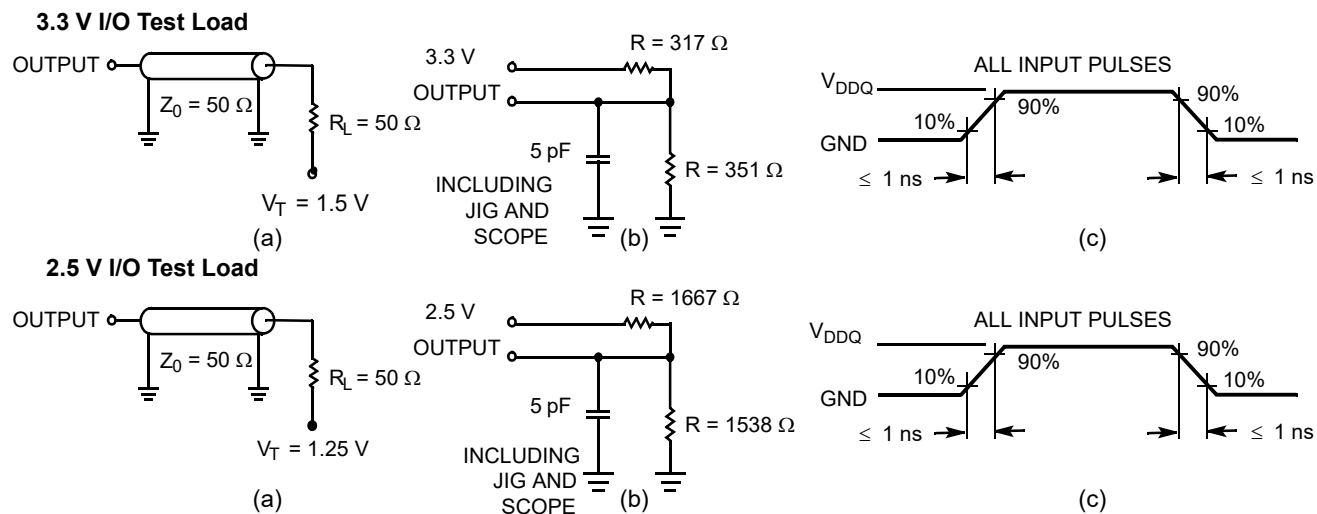 3.3 V I/O Test Load
OUTPUT
Z0 = 50 Ω
RL = 50 Ω
VT = 1.5 V
(a)
3.3 V
OUTPUT
R = 317 Ω
5 pF
INCLUDING
JIG AND
SCOPE
R = 351 Ω
(b)
ALL INPUT PULSES
VDDQ
GND
10%
90%
90%
10%
≤ 1 ns
≤ 1 ns
(c)
2.5 V I/O Test Load
OUTPUT
Z0 = 50 Ω
RL = 50 Ω
VT = 1.25 V
(a)
2.5 V
OUTPUT
R = 1667 Ω
5 pF
INCLUDING
JIG AND
SCOPE
R = 1538 Ω
(b)
ALL INPUT PULSES
VDDQ
GND
10%
90%
90%
10%
≤ 1 ns
≤ 1 ns
(c)